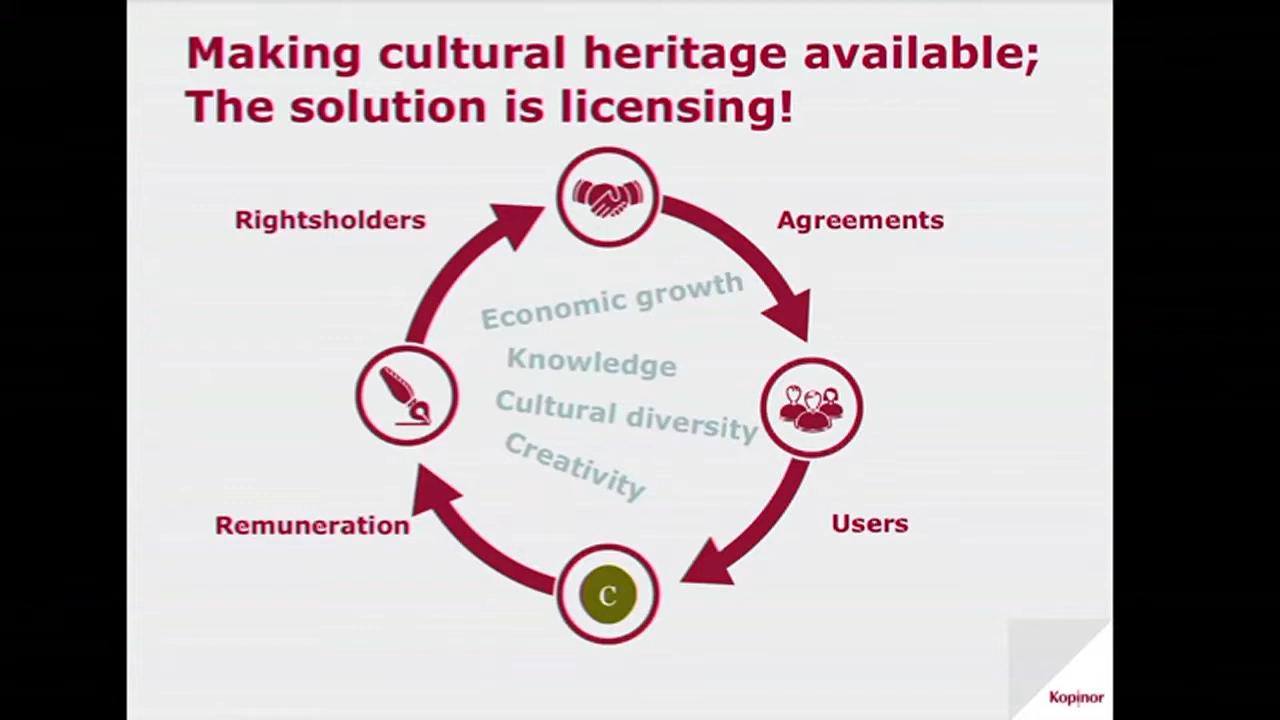 Making cultural heritage available;
The solution is licensing!
Rightsholders
Agreements
Economic growth
Knowledge
Cultural diversity
Creativity
Remuneration
Users
C
Kopinor